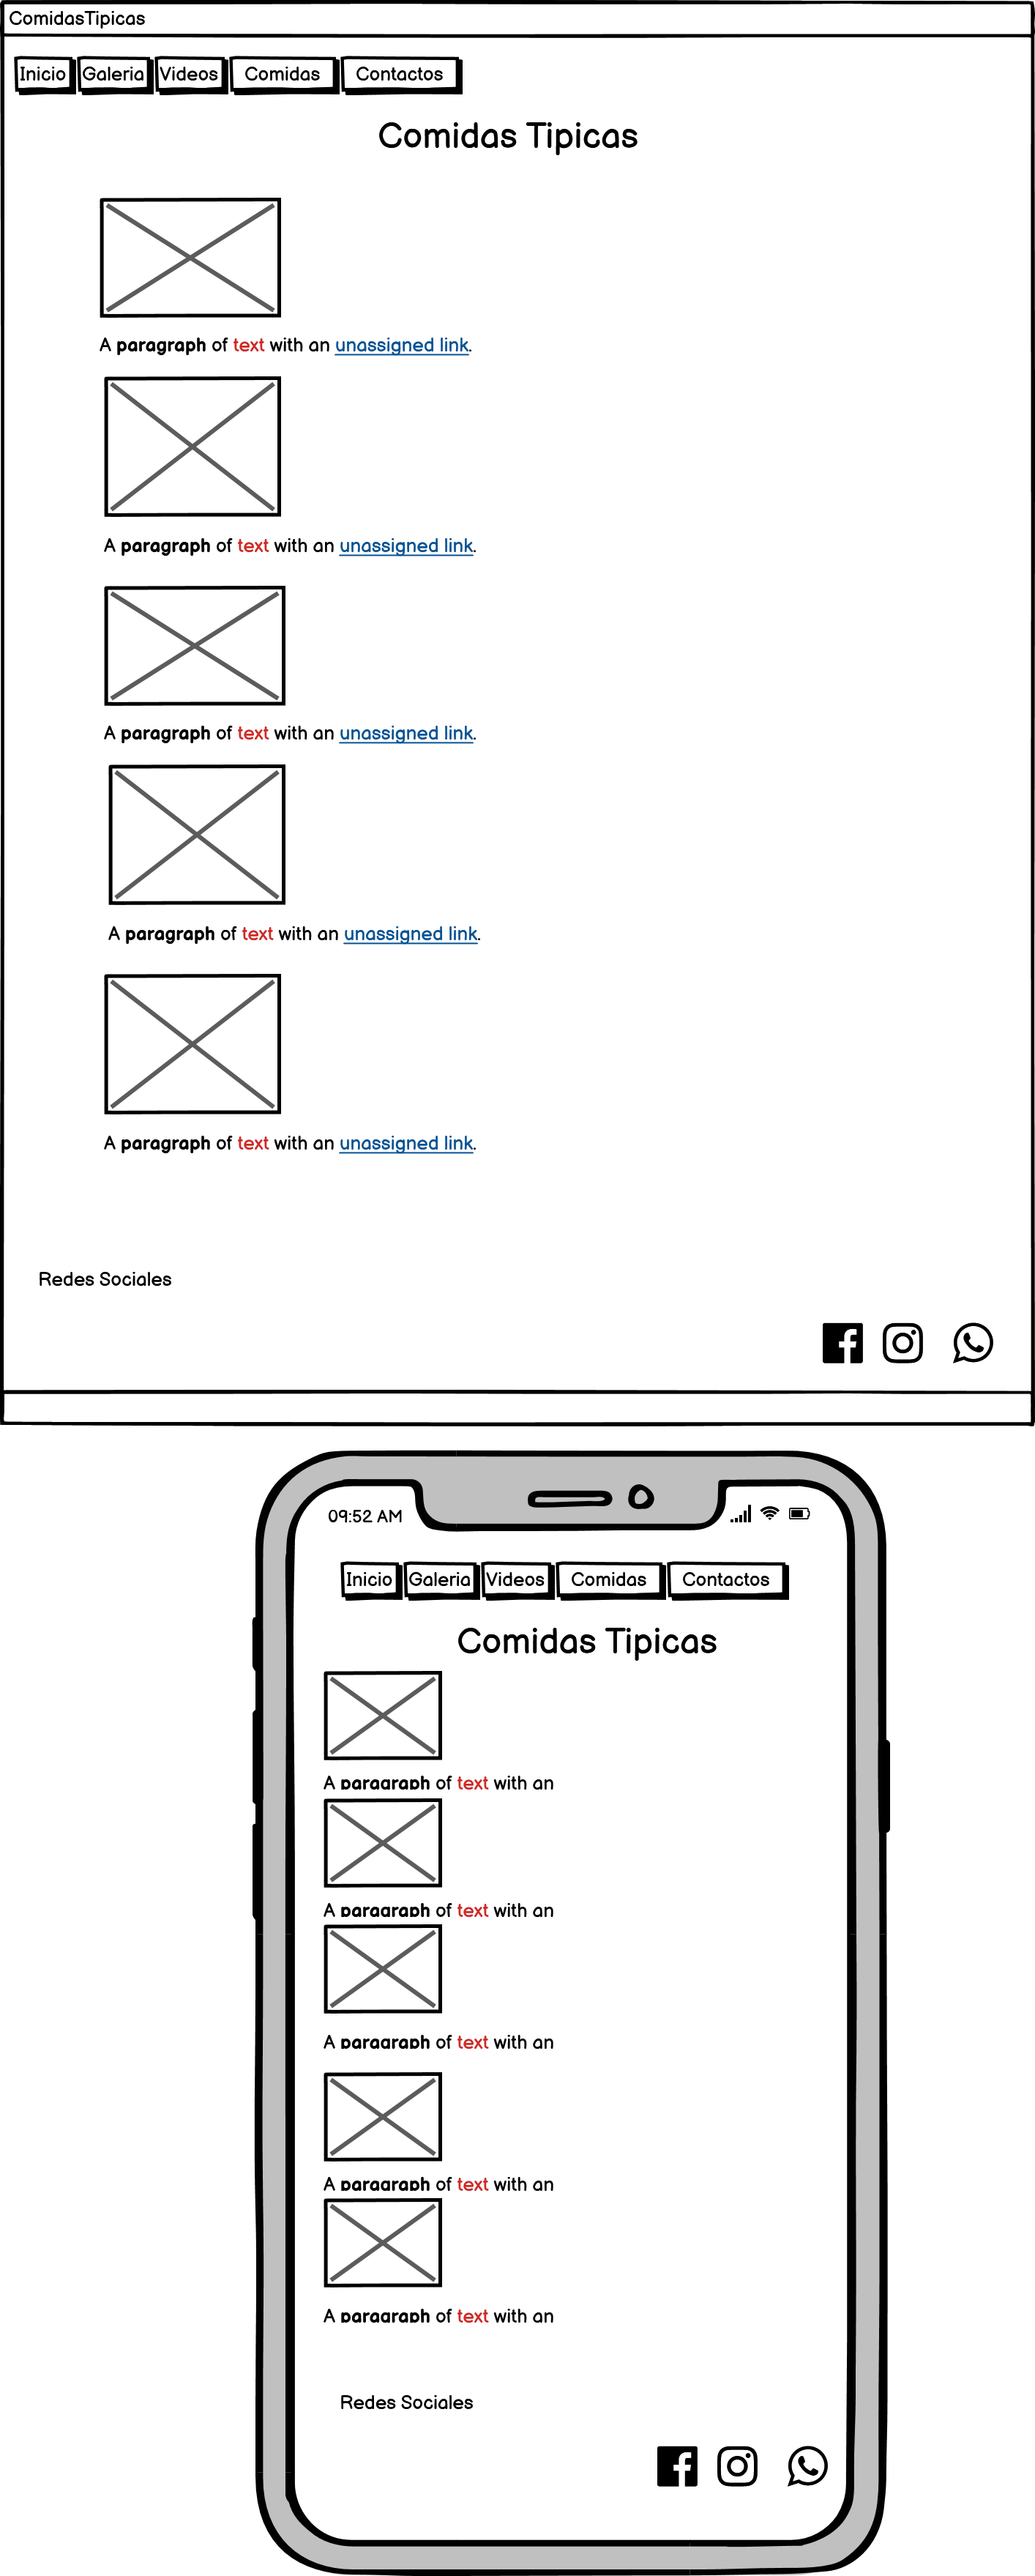 ComidasTipicas
Inicio Galeria Videos Comidas Contactos
Comidas Tipicas
A paragraph of text with an unassigned link.
A paragraph of text with an unassigned link.
A paragraph of text with an unassigned link.
A paragraph of text with an unassigned link.
A paragraph of text with an unassigned link.
Redes Sociales
09:52 AM
Inicio Galeria Videos Comidas Contactos
Comidas Tipicas
A paragraph of text with an
A paragraph of text with an
A paragraph of text with an
A paragraph of text with an
A paragraph of text with an
Redes Sociales